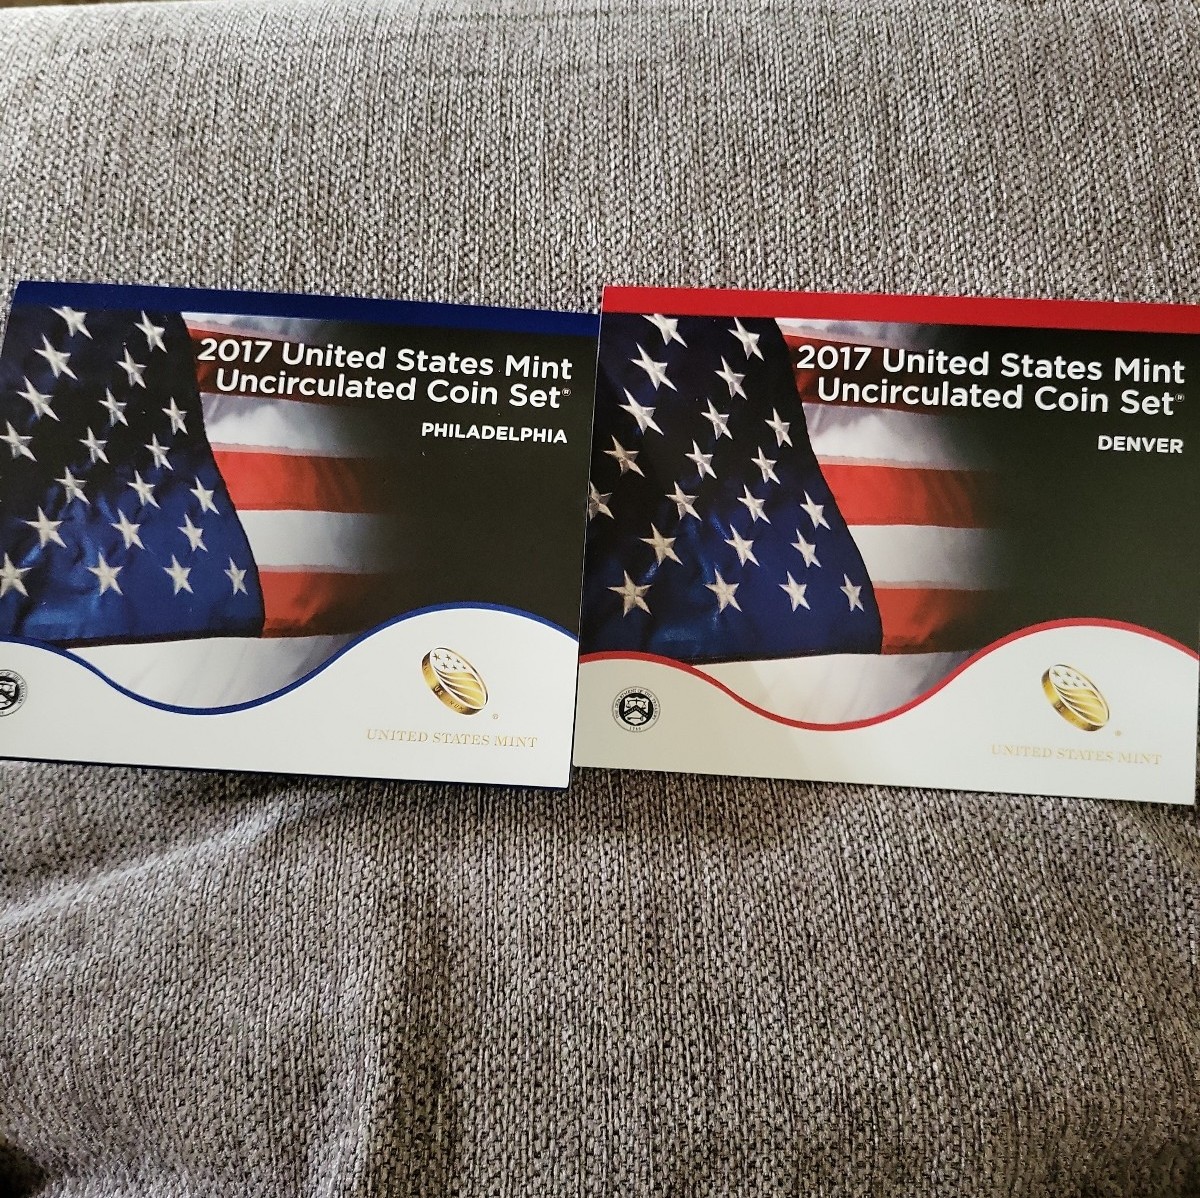 2017 United States Mint
Uncirculated Coin Set®
PHILADELPHIA
UNITED STATES MINT
2017 United States Mint
Uncirculated Coin Set®
DENVER
UNITED STATES MINT